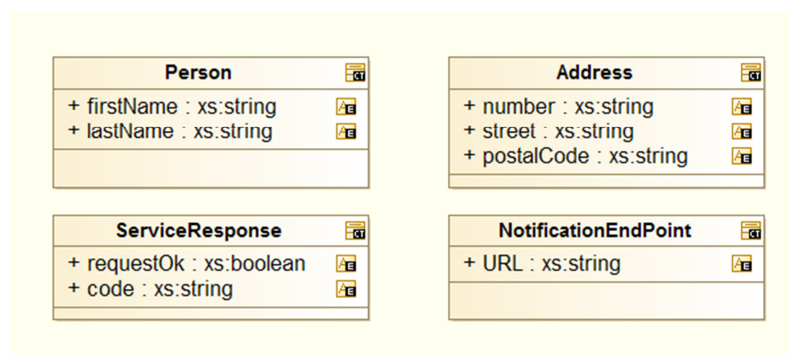 Person
+ firstName : xs:string
+ lastName : xs:string
Address
+ number : xs:string
+ street : xs:string
+ postalCode : xs:string
ServiceResponse
+ requestOk : xs:boolean
+ code : xs:string
NotificationEndPoint
+ URL : xs:string